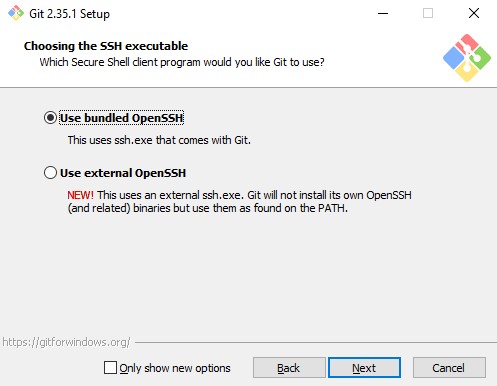 Git 2.35.1 Setup
Choosing the SSH executable
Which Secure Shell client program would you like Git to use?
Use bundled OpenSSH
This uses ssh.exe that comes with Git.
Use external OpenSSH
NEW! This uses an external ssh.exe. Git will not install its own OpenSSH
(and related) binaries but use them as found on the PATH.
https://gitforwindows.org/
Only show new options
Back
Next
Cancel